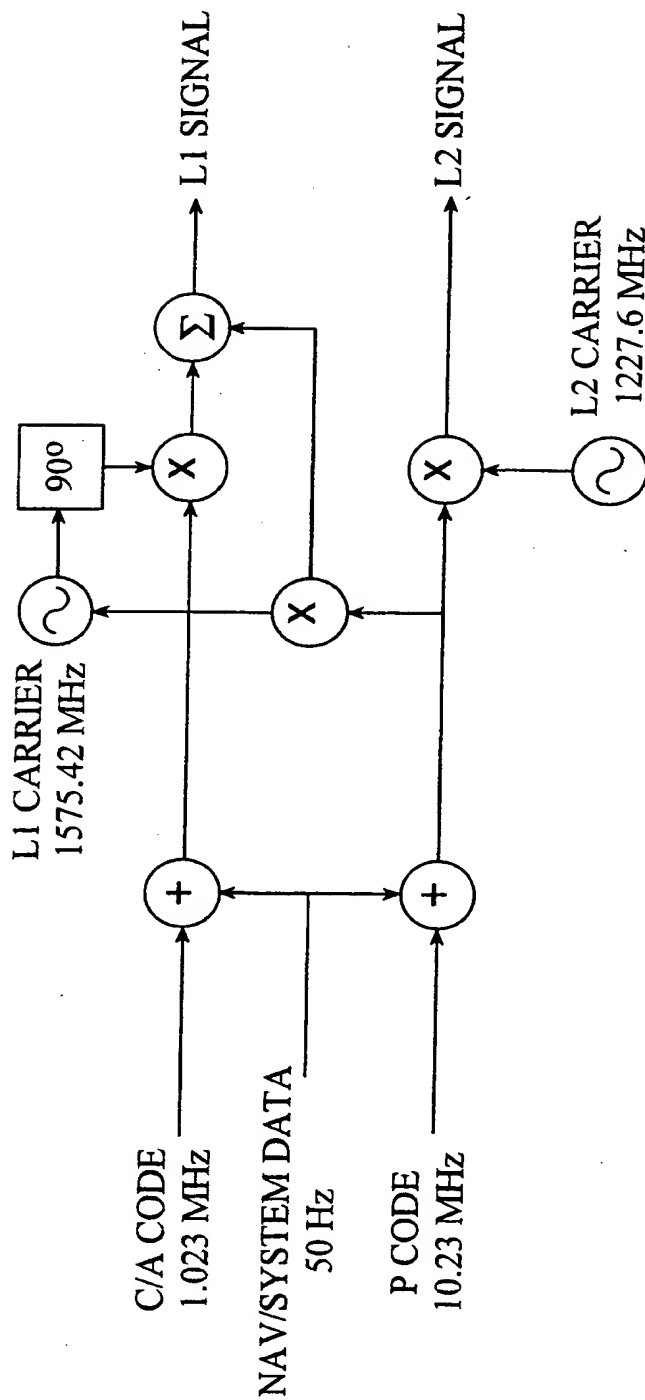 L1 CARRIER
1575.42 MHz
90º
C/A CODE
1.023 MHz
+
X
Σ
L1 SIGNAL
NAV/SYSTEM DATA
50 Hz
X
P CODE
10.23 MHz
+
X
L2 SIGNAL
L2 CARRIER
1227.6 MHz